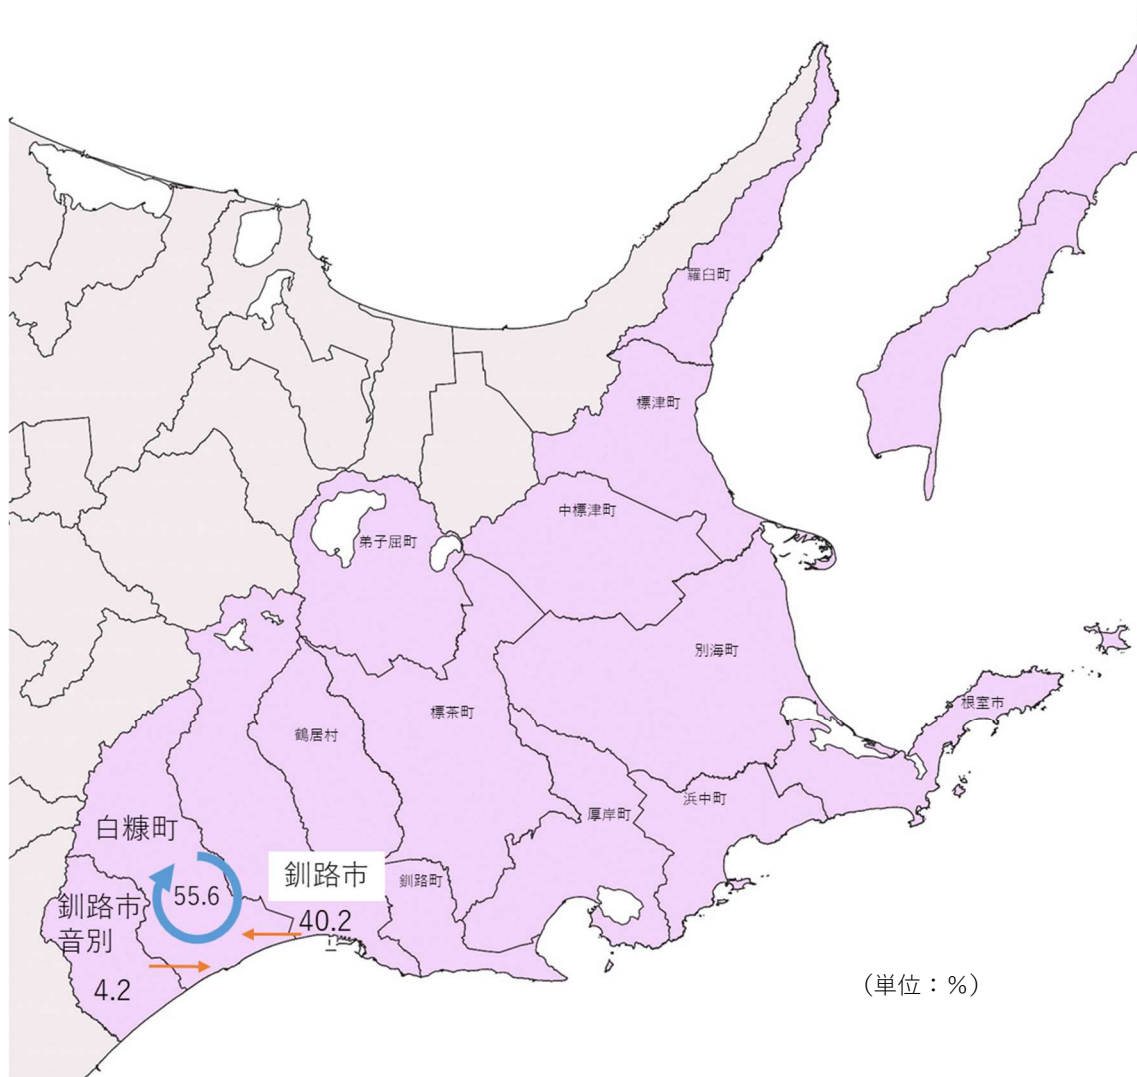 羅臼町
標津町
中標津町
弟子屈町
別海町
根室市
標茶町
鶴居村
浜中町
厚岸町
白糠町
釧路市
釧路町
55.6
釧路市
音別
40.2
4.2
（単位：％）